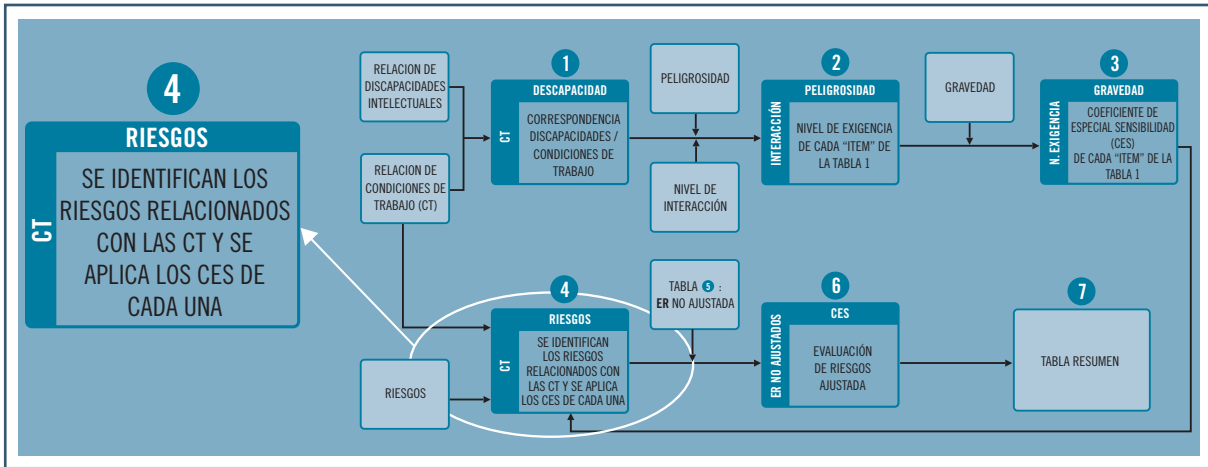 4
RIESGOS
CT
SE IDENTIFICAN LOS
RIESGOS RELACIONADOS
CON LAS CT Y SE
APLICA LOS CES DE
CADA UNA
RELACION DE
DISCAPACIDADES
INTELECTUALES
RELACION DE
CONDICIONES DE
TRABAJO (CT)
1
DESCAPACIDAD
CT
CORRESPONDENCIA
DISCAPACIDADES /
CONDICIONES DE
TRABAJO
PELIGROSIDAD
NIVEL DE
INTERACCIÓN
2
PELIGROSIDAD
INTERACCIÓN
NIVEL DE EXIGENCIA
DE CADA “ITEM” DE
LA TABLA 1
GRAVEDAD
3
GRAVEDAD
N. EXIGENCIA
COEFICIENTE DE
ESPECIAL SENSIBILIDAD
(CES)
DE CADA “ITEM” DE LA
TABLA 1
RIESGOS
4
RIESGOS
CT
SE IDENTIFICAN
LOS RIESGOS
RELACIONADOS CON
LAS CT Y SE APLICA
LOS CES DE CADA UNA
TABLA 5 :
ER NO AJUSTADA
6
CES
ER NO AJUSTADOS
EVALUACIÓN
DE RIESGOS
AJUSTADA
7
TABLA RESUMEN